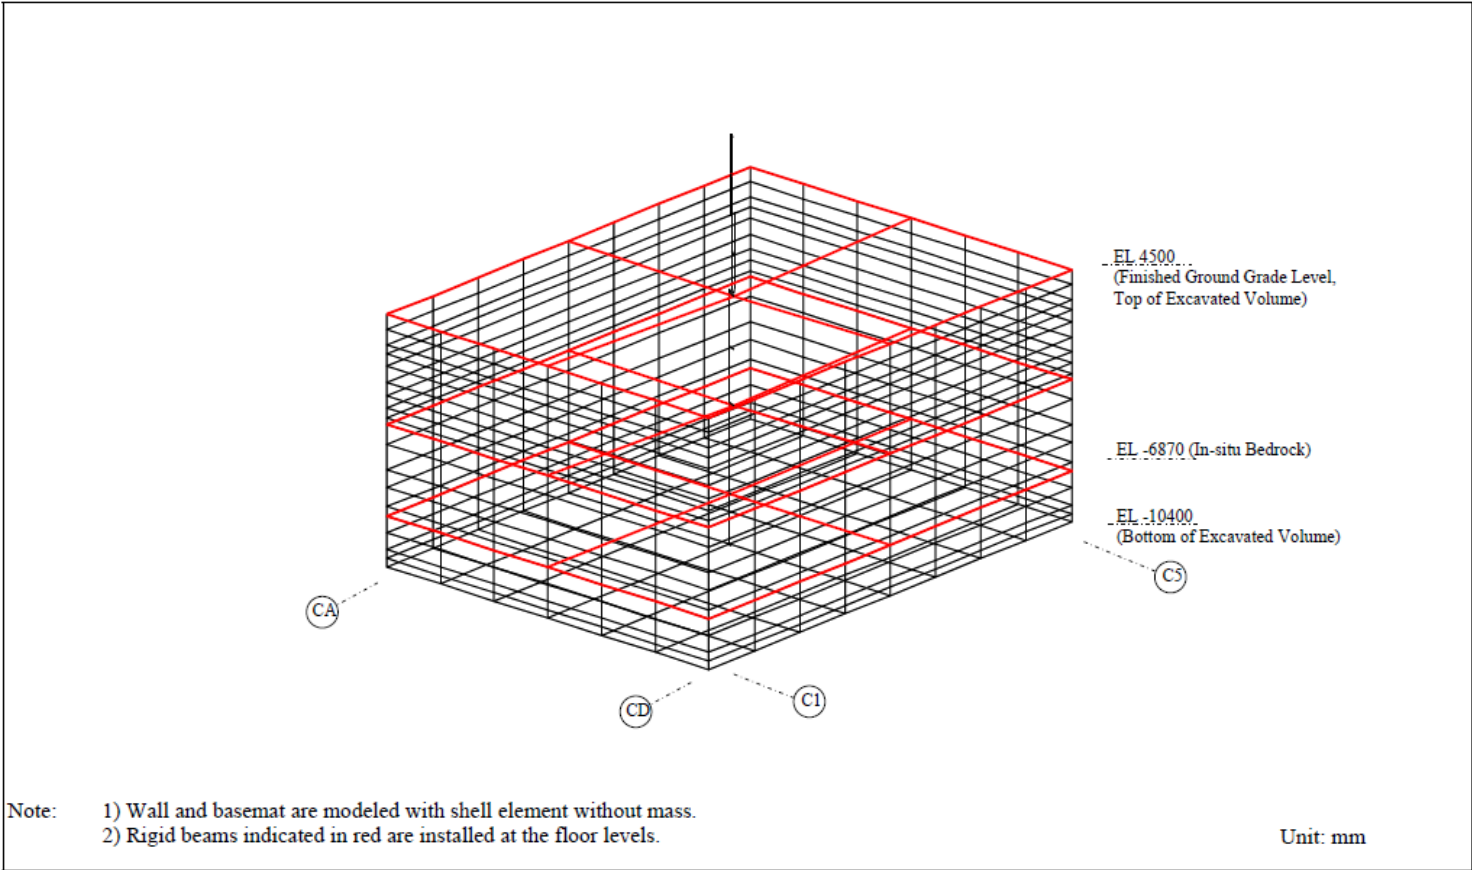 EL 4500
(Finished Ground Grade Level,
Top of Excavated Volume)
EL -6870 (In-situ Bedrock)
EL -10400
(Bottom of Excavated Volume)
C5
CA
CD
C1
Note: 1) Wall and basemat are modeled with shell element without mass.
2) Rigid beams indicated in red are installed at the floor levels.
Unit: mm